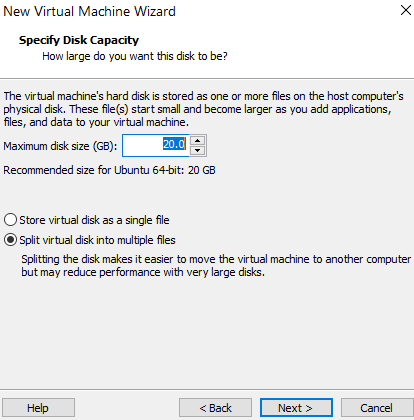 New Virtual Machine Wizard
Specify Disk Capacity
How large do you want this disk to be?
The virtual machine's hard disk is stored as one or more files on the host computer's
physical disk. These file(s) start small and become larger as you add applications,
files, and data to your virtual machine.
Maximum disk size (GB): 20.0
Recommended size for Ubuntu 64-bit: 20 GB
Store virtual disk as a single file
Split virtual disk into multiple files
Splitting the disk makes it easier to move the virtual machine to another computer
but may reduce performance with very large disks.
Help < Back Next > Cancel